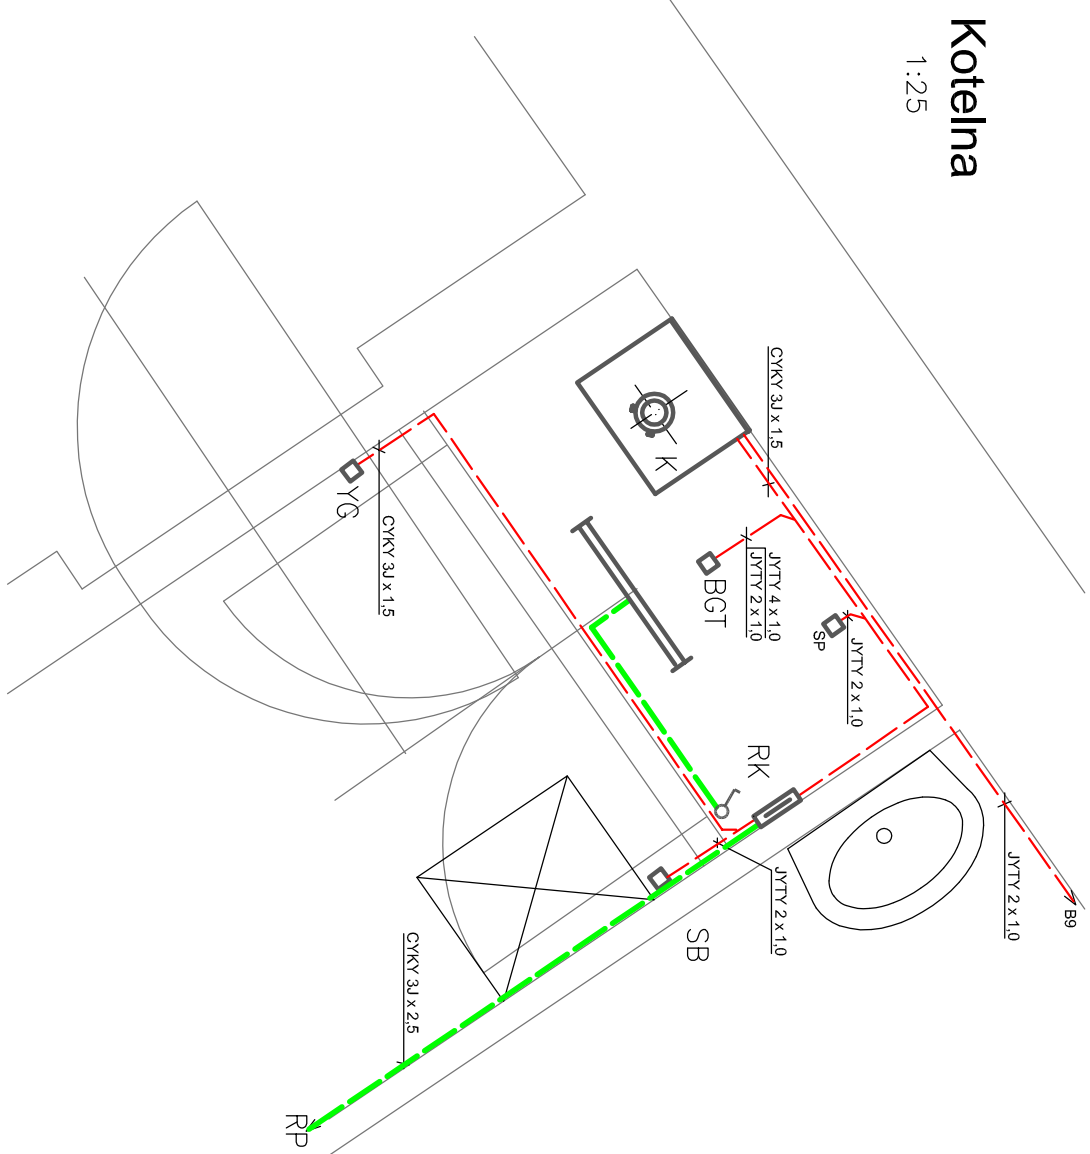 Kotelna
1:25
CYKY 3J x 1,5
K
YG
CYKY 3J x 1,5
BGT
JYTY 4 x 1,0
JYTY 2 x 1,0
SP
JYTY 2 x 1,0
RK
JYTY 2 x 1,0
B9
JYTY 2 x 1,0
SB
CYKY 3J x 2,5
RP